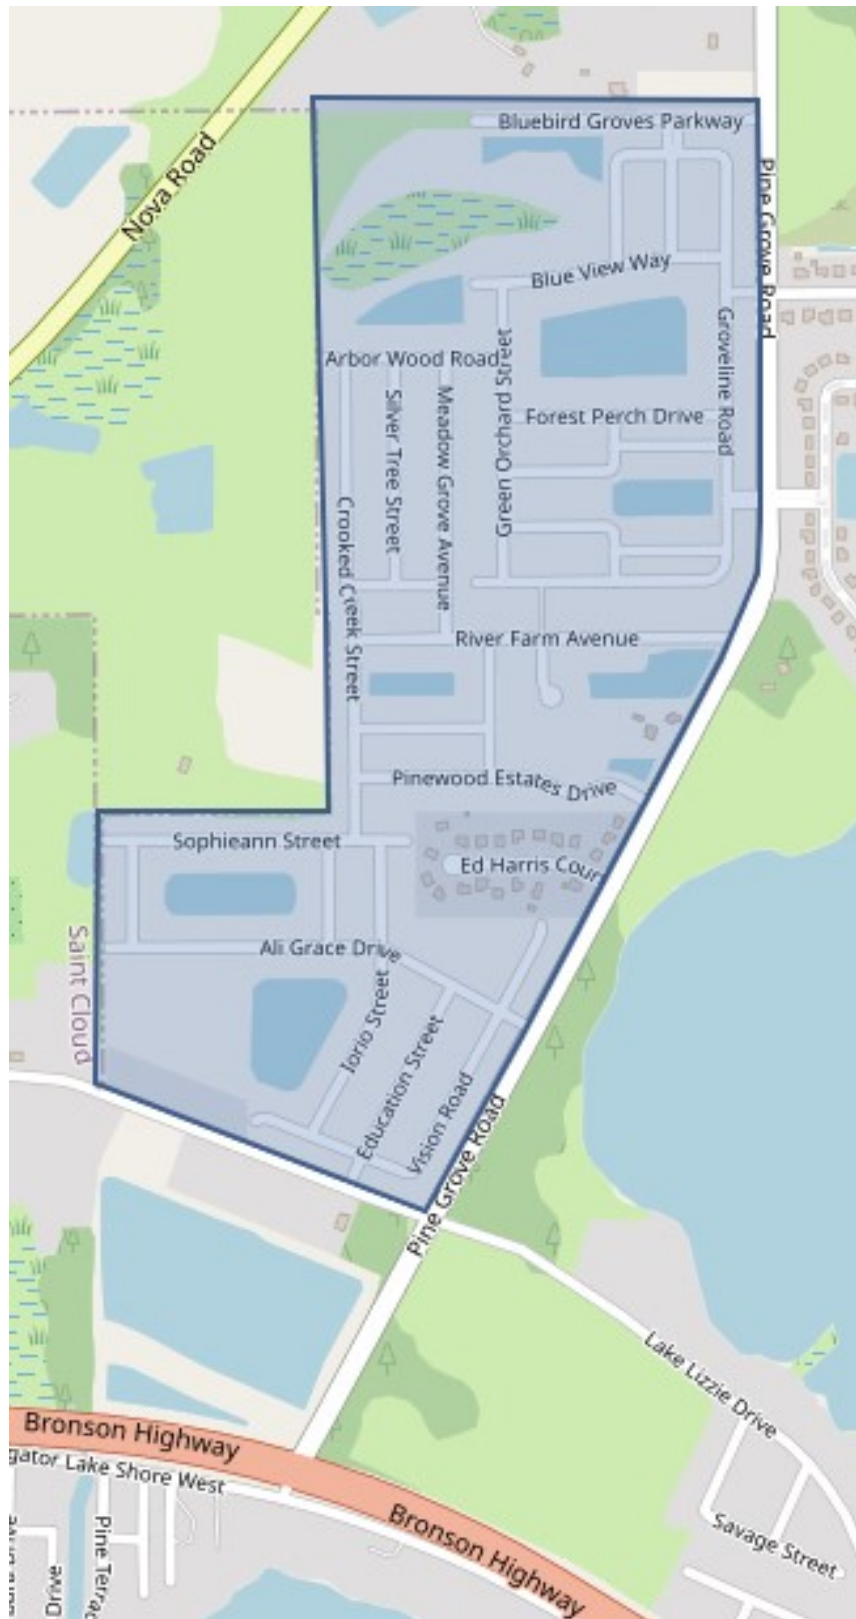 Bluebird Groves Parkway
Nova Road
Pine Grove Road
Blue View Way
Groveline Road
Arbor Wood Road
Green Orchard Street
Silver Tree Street
Meadow Grove Avenue
Forest Perch Drive
Crooked Creek Street
River Farm Avenue
Pinewood Estates Drive
Sophieann Street
Ed Harris Cour
Ali Grace Drive
Saint Cloud
Iorio Street
Education Street
Vision Road
Pine Grove Road
Lake Lizzie Drive
Bronson Highway
gator Lake Shore West
Bronson Highway
Pine Terrac
Savage Street
Drive